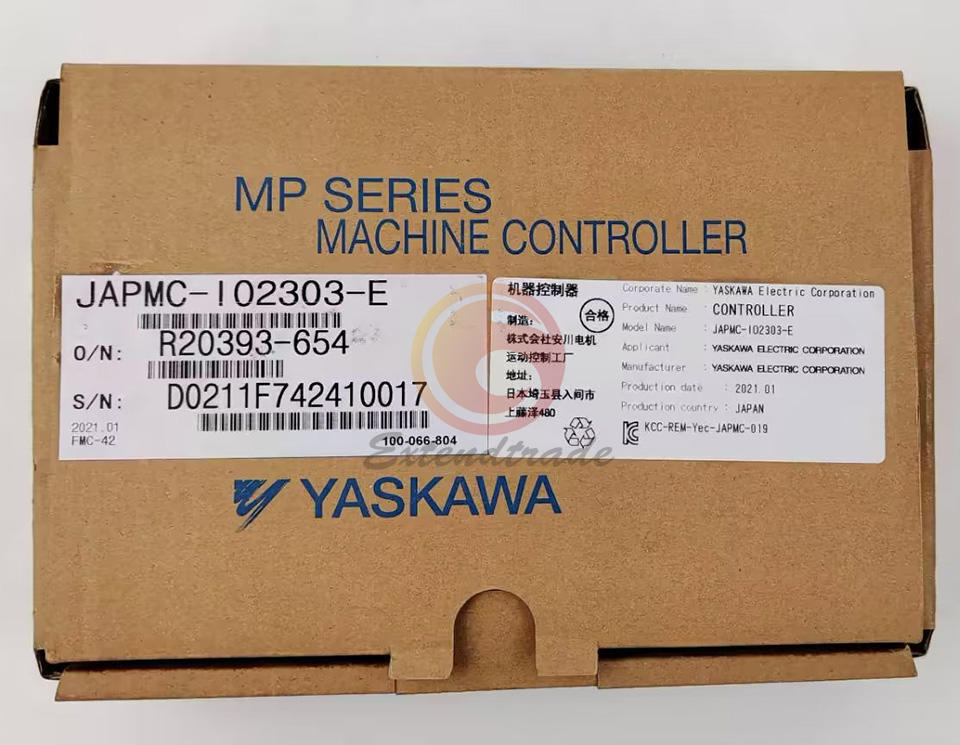 MP SERIES
MACHINE CONTROLLER
JAPMC-IO2303-E
O/N: R20393-654
S/N: D0211F742410017
2021.01
FMC-42
100-066-804
机器控制器
制造:
合格
株式会社安川电机
运动控制工厂
地址:
日本埼玉县入间市
上藤泽480
Corporate Name : YASKAWA Electric Corporation
Product Name : CONTROLLER
Model Name : JAPMC-IO2303-E
Applicant : YASKAWA ELECTRIC CORPORATION
Manufacturer : YASKAWA ELECTRIC CORPORATION
Production date : 2021.01
Production country : JAPAN
KCC-REM-Yec-JAPMC-019
Extendtrade
YASKAWA